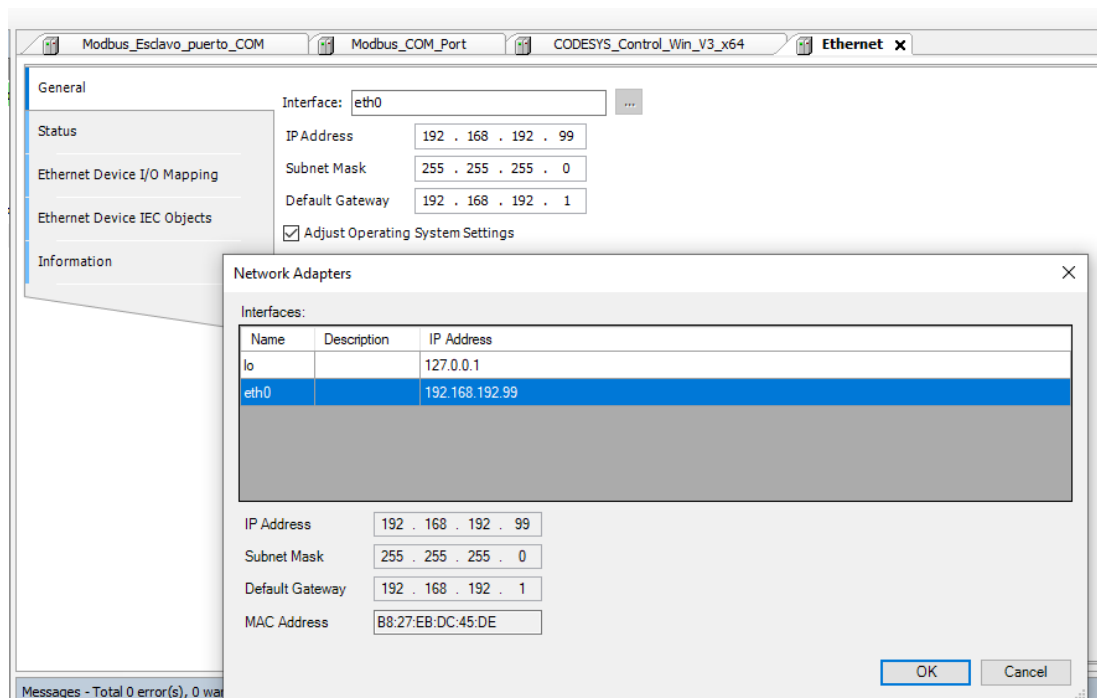 Modbus_Esclavo_puerto_COM Modbus_COM_Port CODESYS_Control_Win_V3_x64 Ethernet
General
Status
Ethernet Device I/O Mapping
Ethernet Device IEC Objects
Information
Interface: eth0 ...
IP Address 192 . 168 . 192 . 99
Subnet Mask 255 . 255 . 255 . 0
Default Gateway 192 . 168 . 192 . 1
Adjust Operating System Settings
Network Adapters
Interfaces:
Name Description IP Address
lo 127.0.0.1
eth0 192.168.192.99
IP Address 192 . 168 . 192 . 99
Subnet Mask 255 . 255 . 255 . 0
Default Gateway 192 . 168 . 192 . 1
MAC Address B8:27:EB:DC:45:DE
OK Cancel
Messages - Total 0 error(s), 0 war